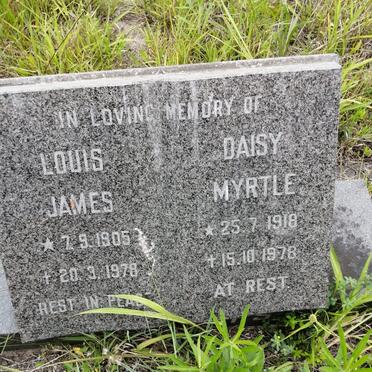 IN LOVING MEMORY OF
LOUIS
JAMES
★ 7.9.1905
✝ 20.3.1978
REST IN PEACE
DAISY
MYRTLE
★ 25.7.1918
✝ 15.10.1978
AT REST